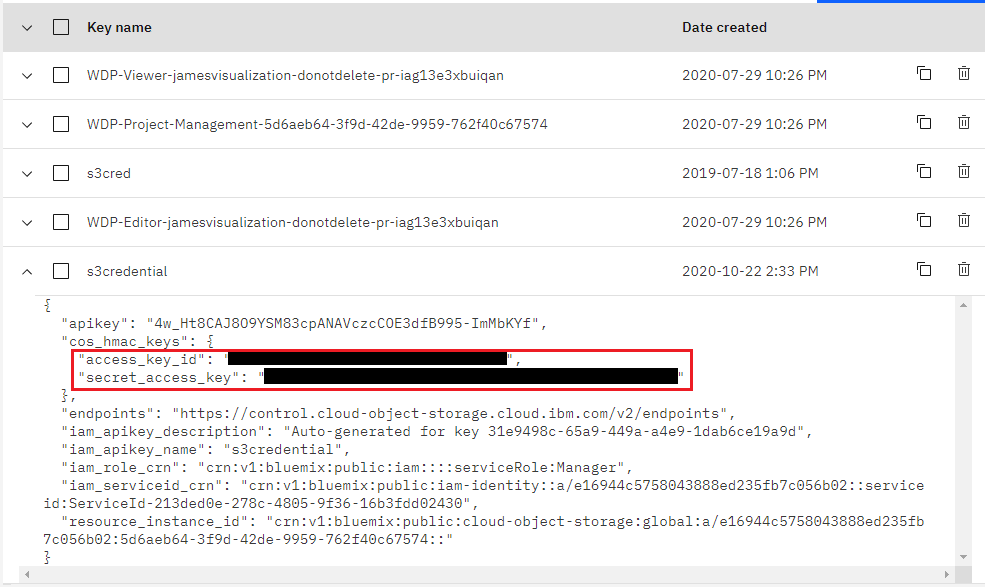 Key name Date created
WDP-Viewer-jamesvisualization-donotdelete-pr-iag13e3xbuiqan 2020-07-29 10:26 PM
WDP-Project-Management-5d6aeb64-3f9d-42de-9959-762f40c67574 2020-07-29 10:26 PM
s3cred 2019-07-18 1:06 PM
WDP-Editor-jamesvisualization-donotdelete-pr-iag13e3xbuiqan 2020-07-29 10:26 PM
s3credential 2020-10-22 2:33 PM
{
"apikey": "4w_Ht8CAJ8O9YSM83cpANAVczcCOE3dfB995-ImMbKYf",
"cos_hmac_keys": {
"access_key_id": "",
"secret_access_key": ""
},
"endpoints": "https://control.cloud-object-storage.cloud.ibm.com/v2/endpoints",
"iam_apikey_description": "Auto-generated for key 31e9498c-65a9-449a-a4e9-1dab6ce19a9d",
"iam_apikey_name": "s3credential",
"iam_role_crn": "crn:v1:bluemix:public:iam::::serviceRole:Manager",
"iam_serviceid_crn": "crn:v1:bluemix:public:iam-identity::a/e16944c5758043888ed235fb7c056b02::service
id:ServiceId-213ded0e-278c-4805-9f36-16b3fdd02430",
"resource_instance_id": "crn:v1:bluemix:public:cloud-object-storage:global:a/e16944c5758043888ed235fb
7c056b02:5d6aeb64-3f9d-42de-9959-762f40c67574::"
}